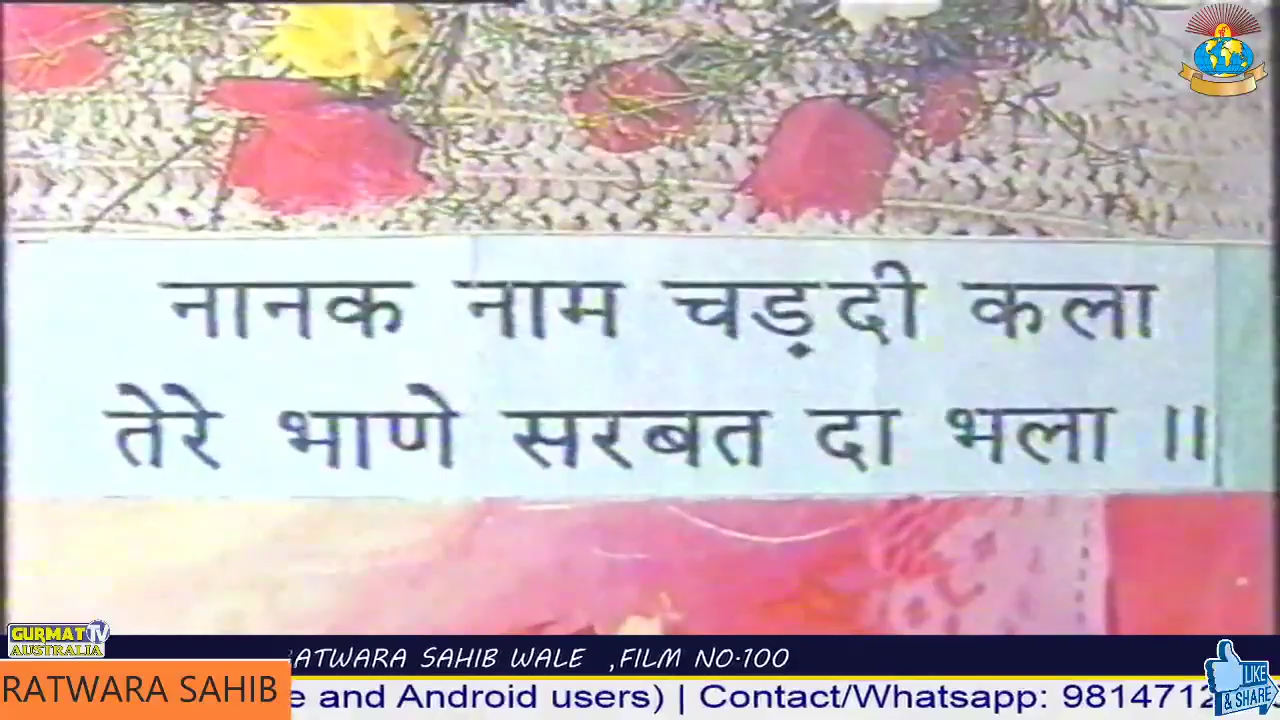 नानक नाम चड़दी कला
तेरे भाणे सरबत दा भला ॥
GURMAT TV
AUSTRALIA
ATWARA SAHIB WALE ,FILM NO.100
RATWARA SAHIB
e and Android users) | Contact/Whatsapp: 9814712
LIKE
& SHARE